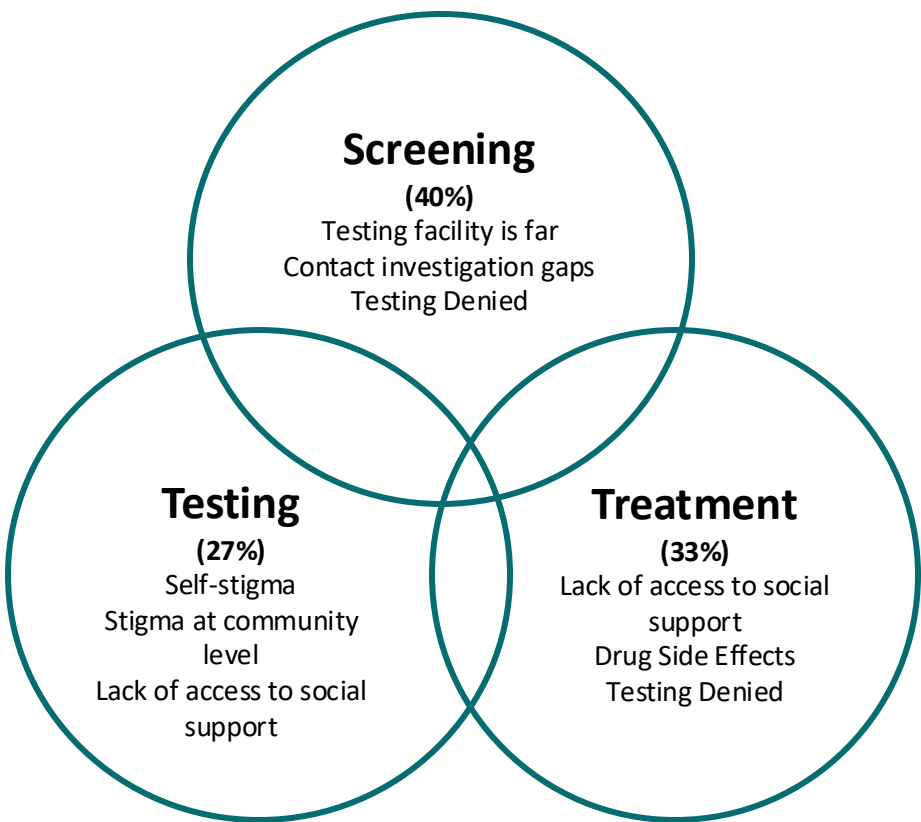 Screening
(40%)
Testing facility is far
Contact investigation gaps
Testing Denied
Testing
(27%)
Self-stigma
Stigma at community
level
Lack of access to social
support
Treatment
(33%)
Lack of access to social
support
Drug Side Effects
Testing Denied